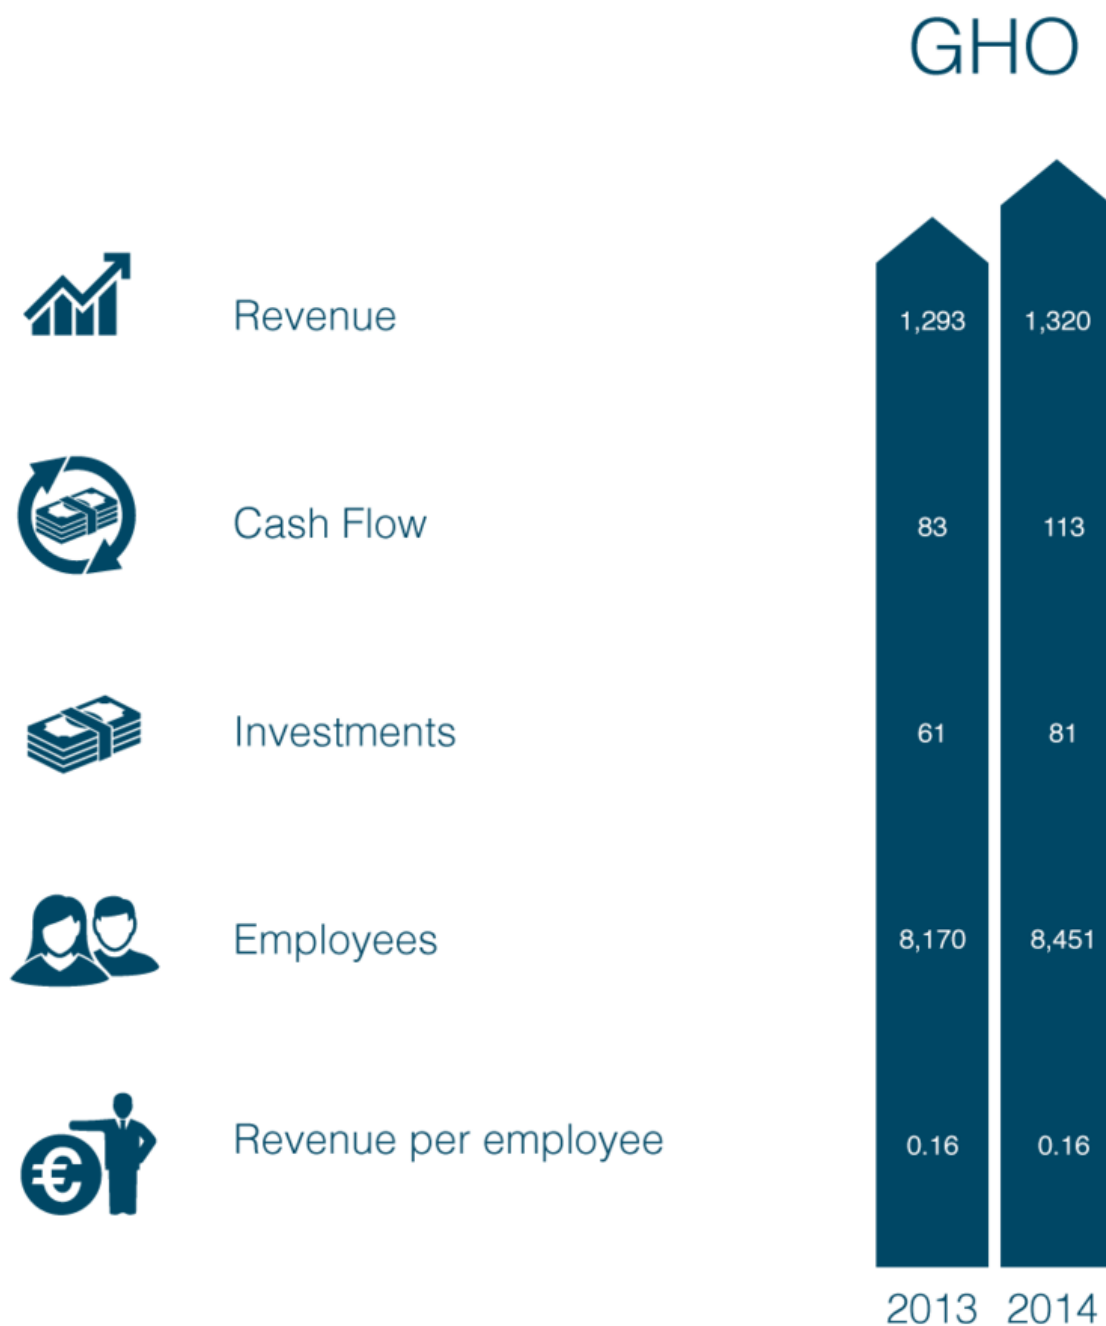 GHO
Revenue 1,293 1,320
Cash Flow 83 113
Investments 61 81
Employees 8,170 8,451
Revenue per employee 0.16 0.16
€
2013 2014